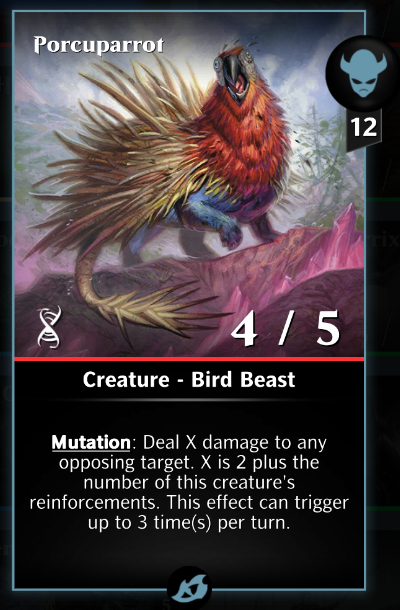 Porcuparrot
12
4 / 5
Creature - Bird Beast
Mutation: Deal X damage to any
opposing target. X is 2 plus the
number of this creature's
reinforcements. This effect can trigger
up to 3 time(s) per turn.